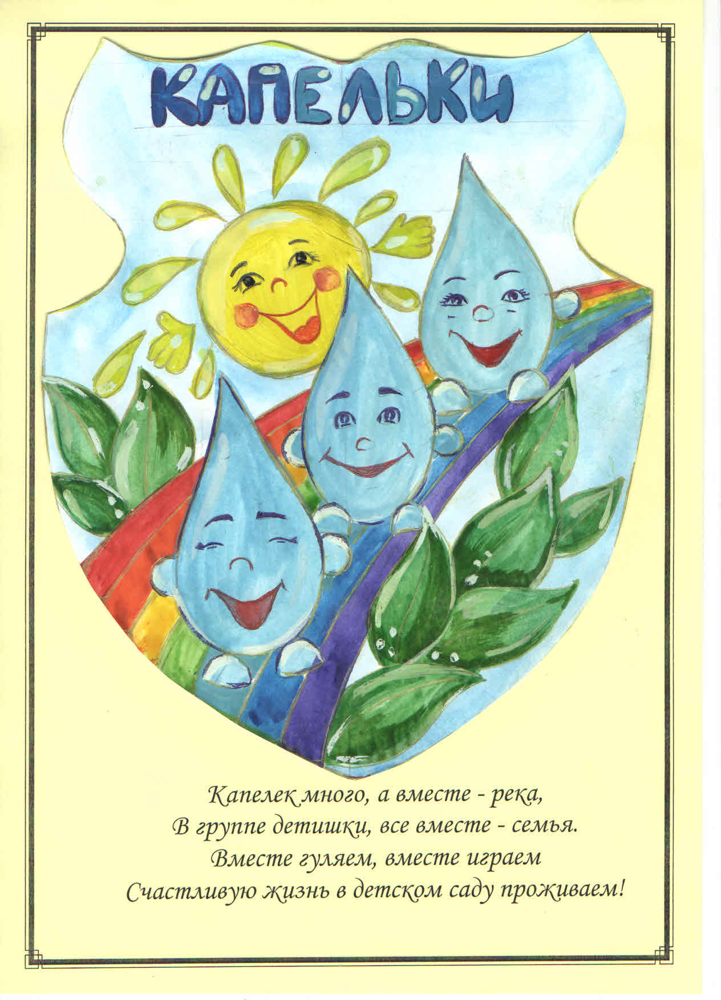 КАПЕЛЬКИ
Капелек много, а вместе - река,
В группе детишки, все вместе - семья.
Вместе гуляем, вместе играем
Счастливую жизнь в детском саду проживаем!